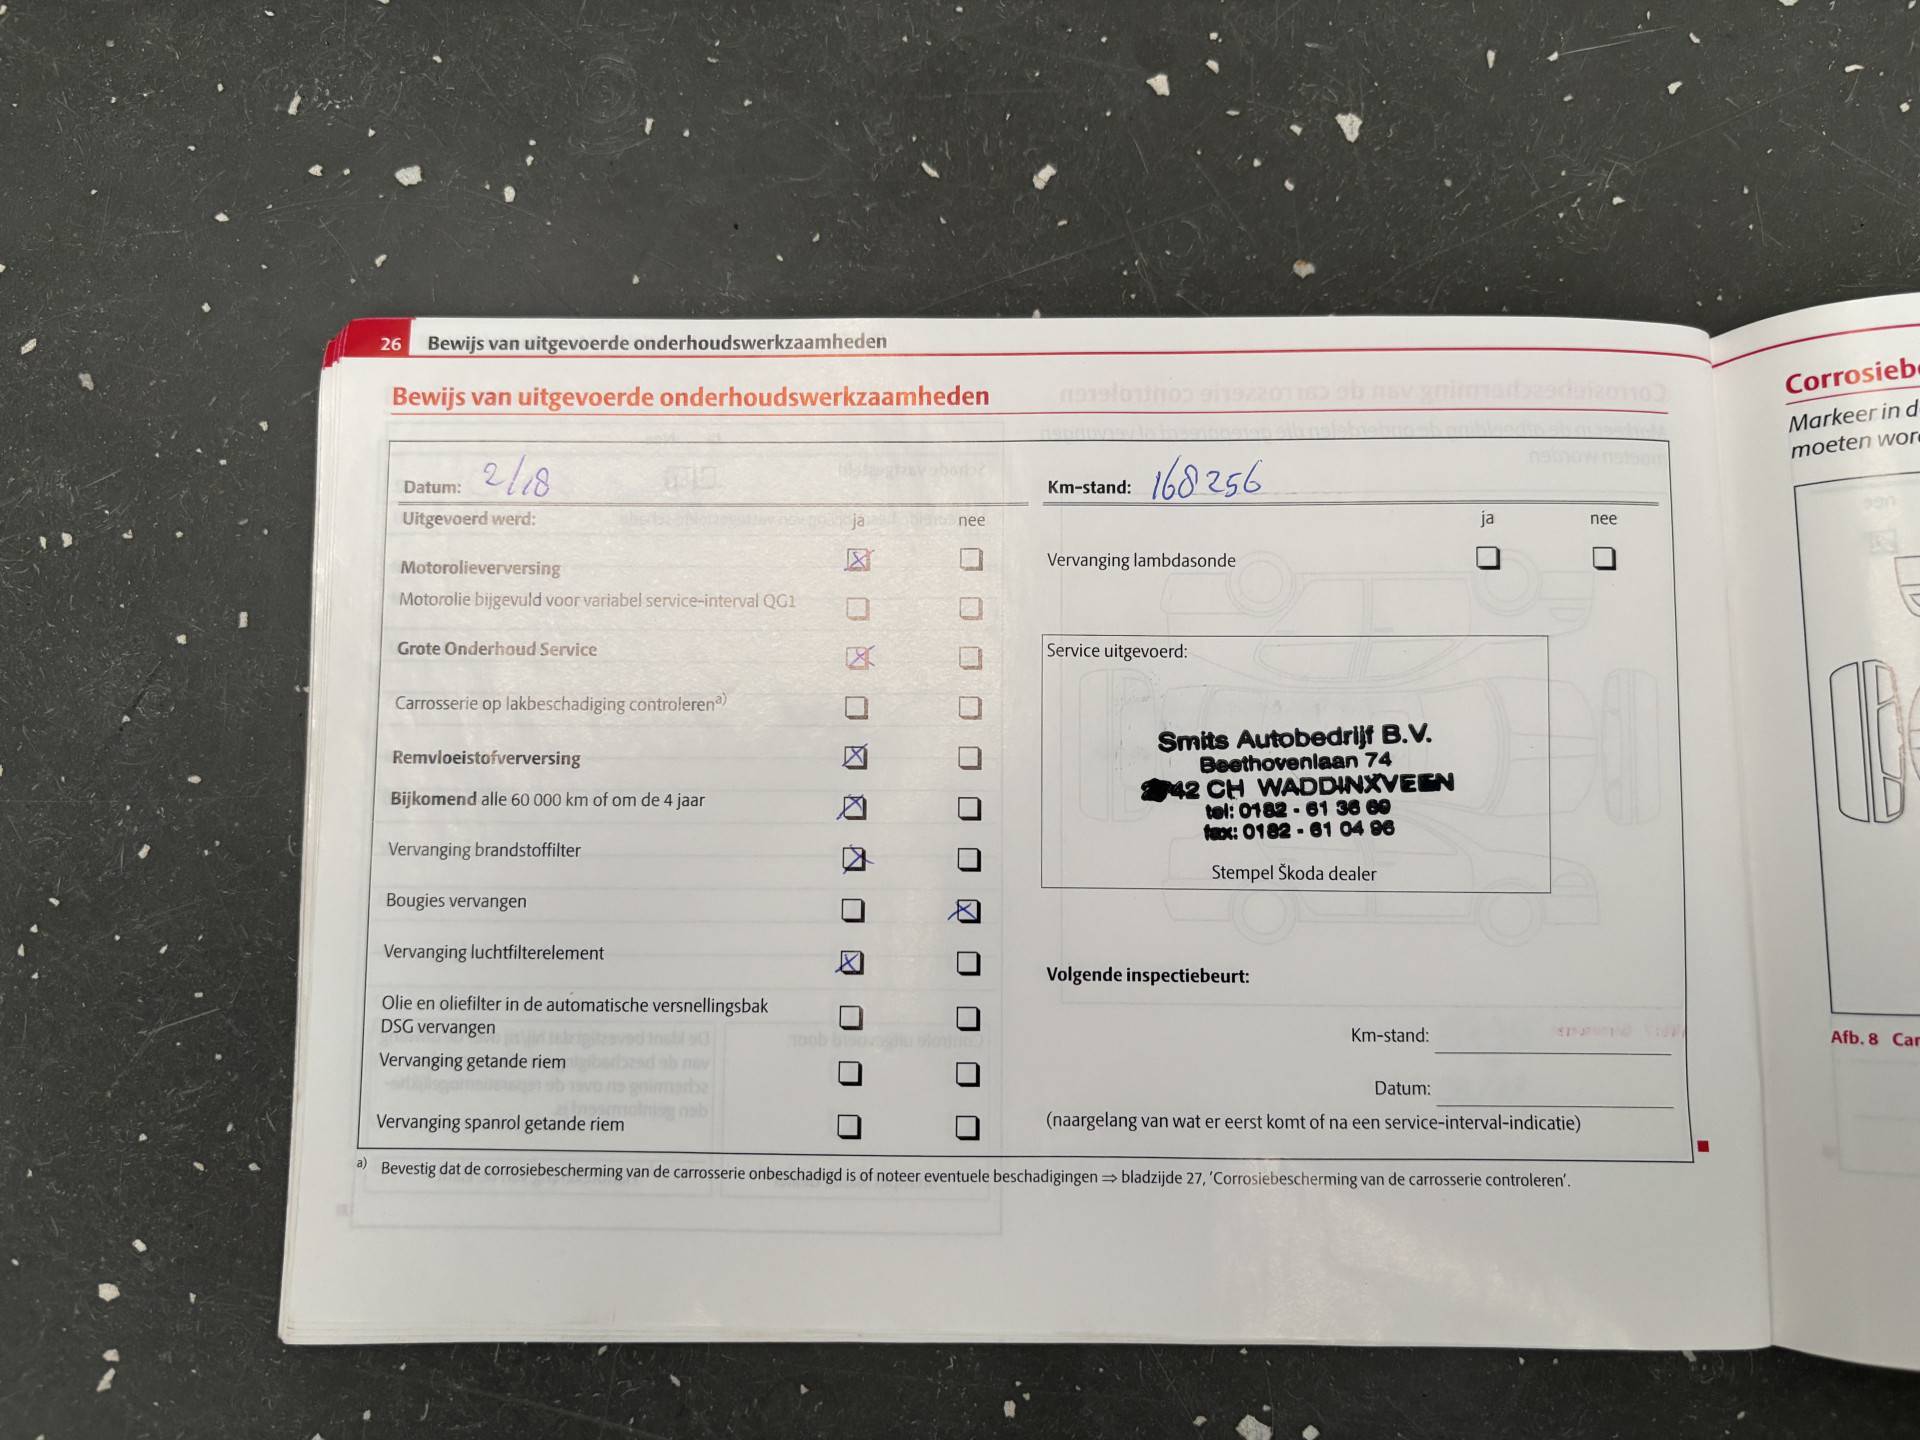 26 Bewijs van uitgevoerde onderhoudswerkzaamheden
Bewijs van uitgevoerde onderhoudswerkzaamheden
Datum: 2/18
Uitgevoerd werd: ja nee
Motorolieverversing
Motorolie bijgevuld voor variabel service-interval QG1
Grote Onderhoud Service
Carrosserie op lakbeschadiging controleren a)
Remvloeistofverversing
Bijkomend alle 60 000 km of om de 4 jaar
Vervanging brandstoffilter
Bougies vervangen
Vervanging luchtfilterelement
Olie en oliefilter in de automatische versnellingsbak
DSG vervangen
Vervanging getande riem
Vervanging spanrol getande riem
Km-stand: 168256
ja nee
Vervanging lambdasonde
Service uitgevoerd:
Smits Autobedrijf B.V.
Beethovenlaan 74
42 CH WADDINXVEEN
tel: 0182 - 61 36 69
fax: 0182 - 61 04 96
Stempel Škoda dealer
Volgende inspectiebeurt:
Km-stand:
Datum:
(naargelang van wat er eerst komt of na een service-interval-indicatie)
a) Bevestig dat de corrosiebescherming van de carrosserie onbeschadigd is of noteer eventuele beschadigingen ⇒ bladzijde 27, 'Corrosiebescherming van de carrosserie controleren'.
Corrosieb
Markeer in d
moeten wor
Afb. 8 Car